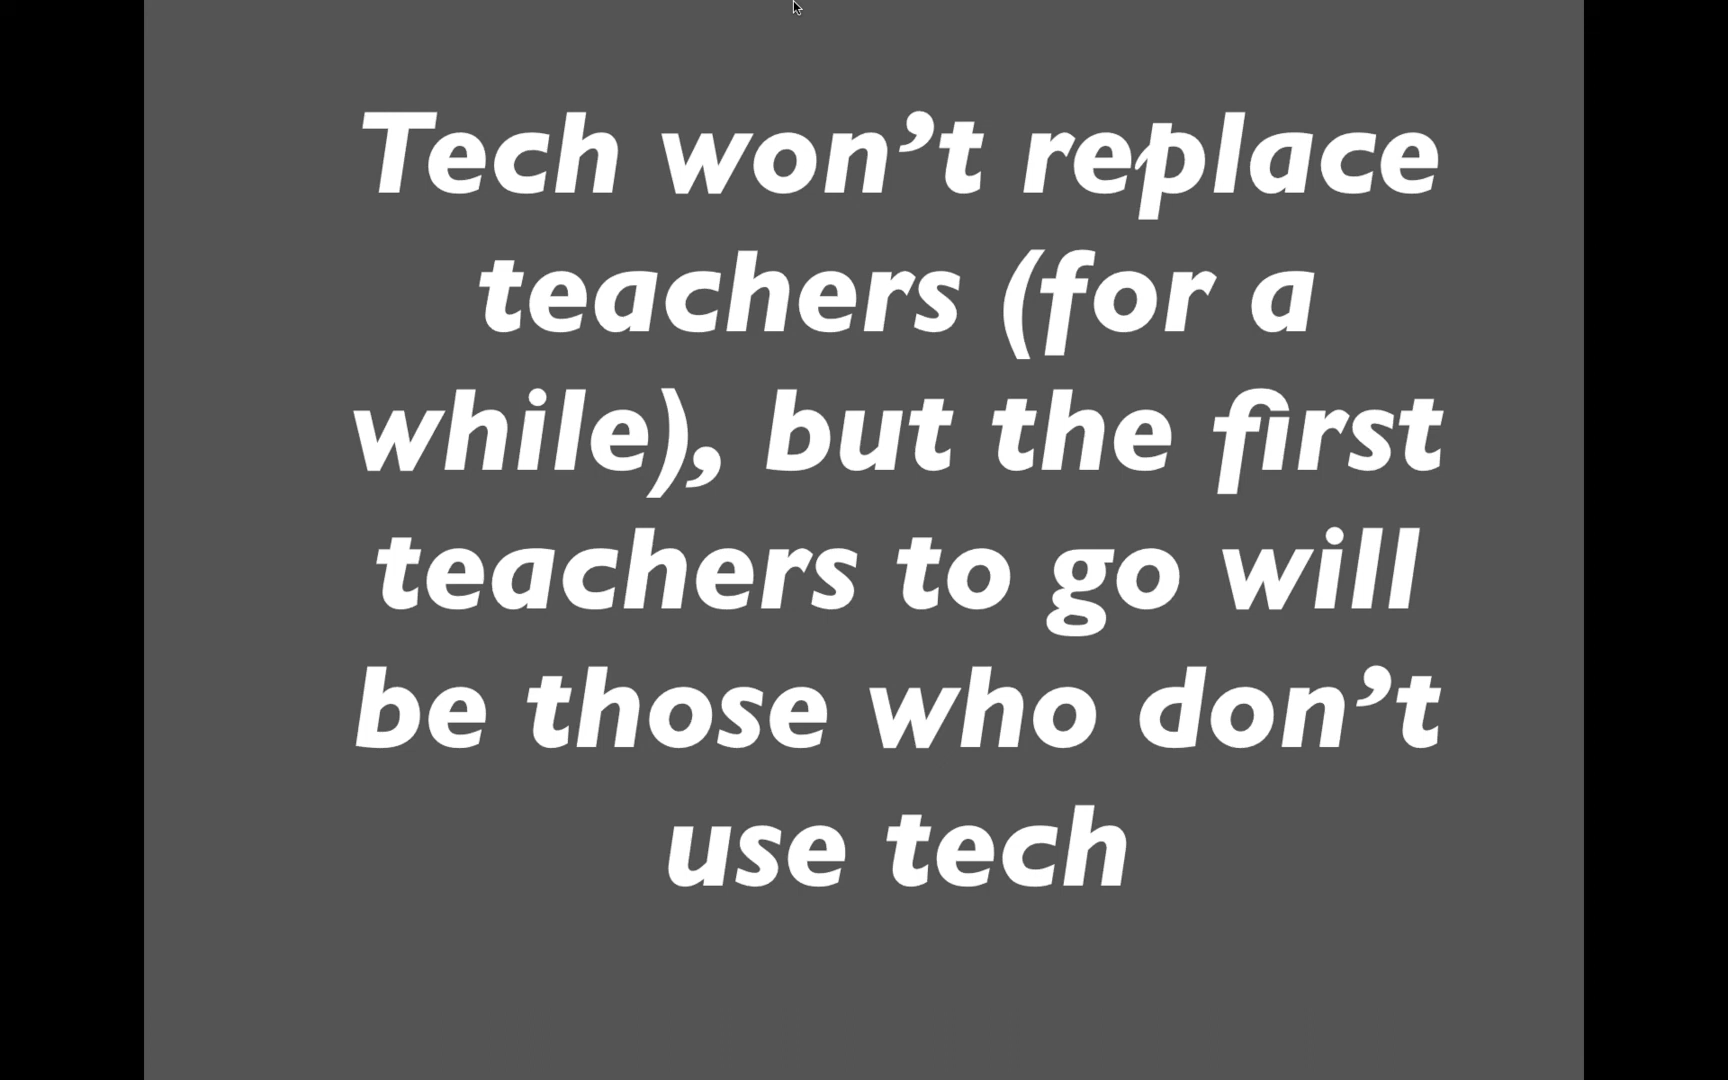 Tech won’t replace
teachers (for a
while), but the first
teachers to go will
be those who don’t
use tech